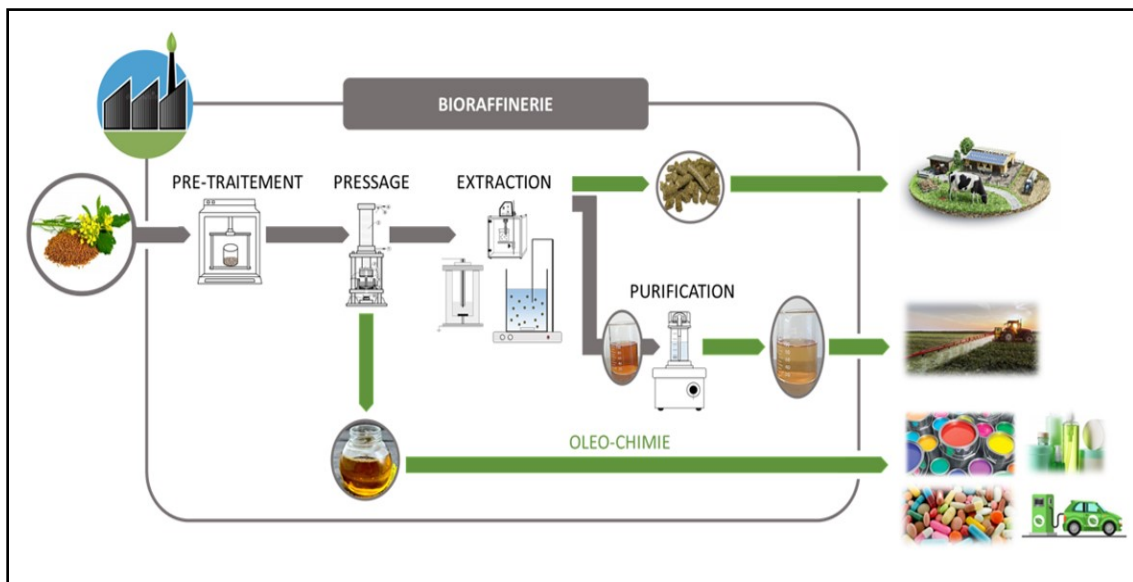 BIORAFFINERIE
PRE-TRAITEMENT
PRESSAGE
EXTRACTION
PURIFICATION
OLEO-CHIMIE